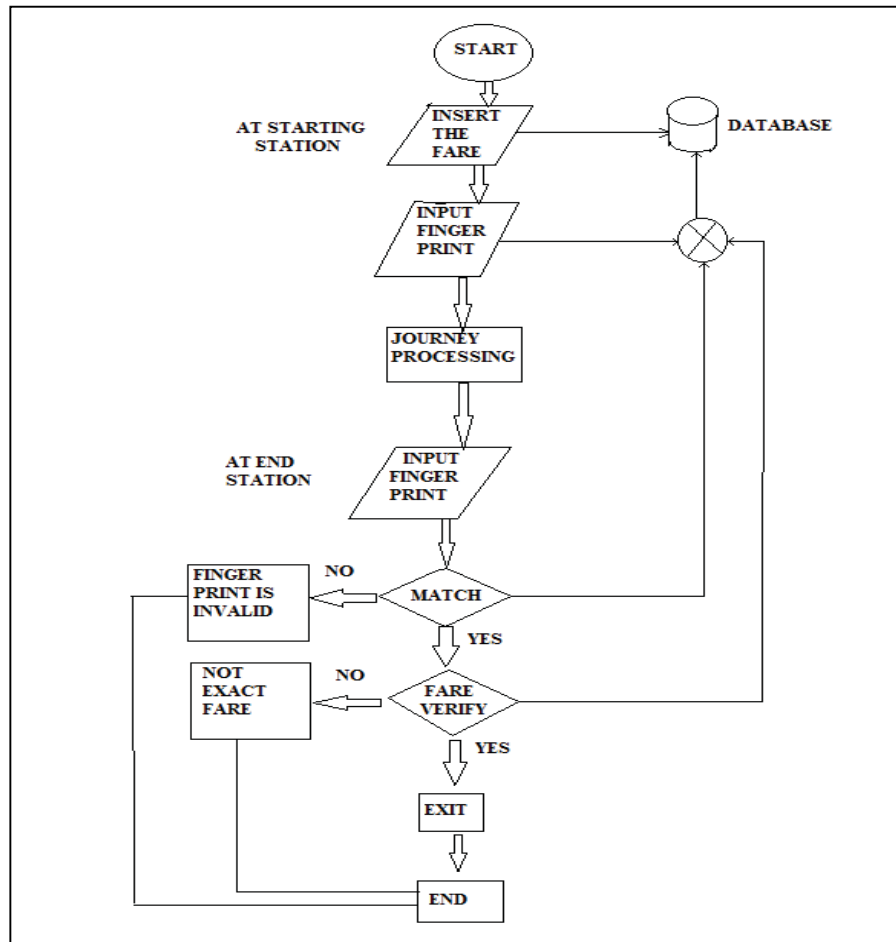 START
AT STARTING
STATION
INSERT
THE
FARE
DATABASE
INPUT
FINGER
PRINT
JOURNEY
PROCESSING
AT END
STATION
INPUT
FINGER
PRINT
FINGER
PRINT IS
INVALID
NO
MATCH
YES
NOT
EXACT
FARE
NO
FARE
VERIFY
YES
EXIT
END